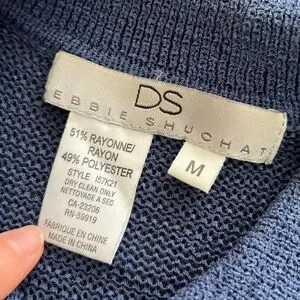 DS
EBBIE SHUCHAT
M
51% RAYONNE/
RAYON
49% POLYESTER
STYLE I57K21
DRY CLEAN ONLY
NETTOYAGE A SEC
CA-23206
RN-59919
FABRIQUE EN CHINE
MADE IN CHINA